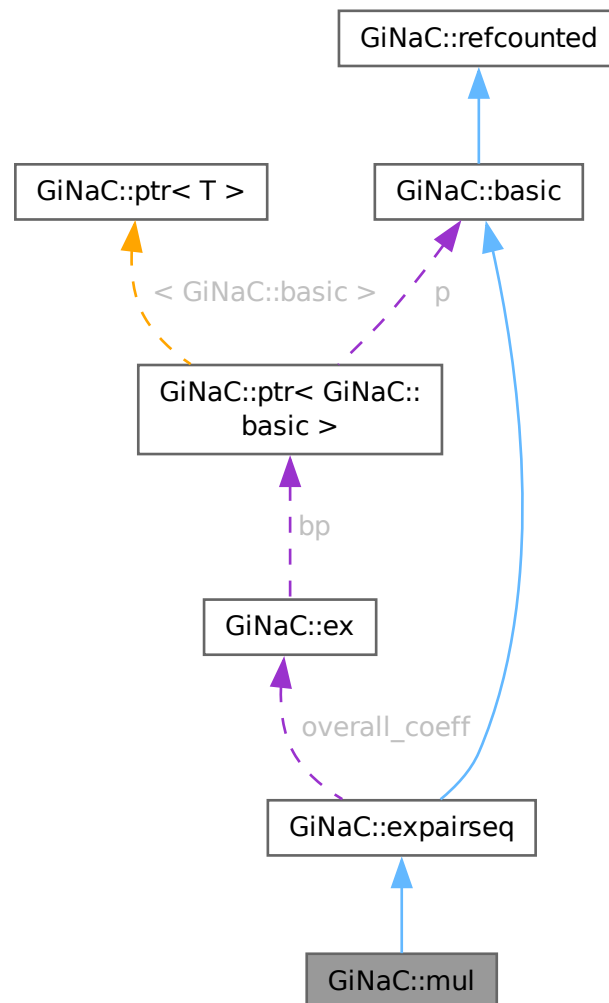 GiNaC::refcounted
GiNaC::ptr< T >
GiNaC::basic
< GiNaC::basic >
p
GiNaC::ptr< GiNaC::
basic >
bp
GiNaC::ex
overall_coeff
GiNaC::expairseq
GiNaC::mul